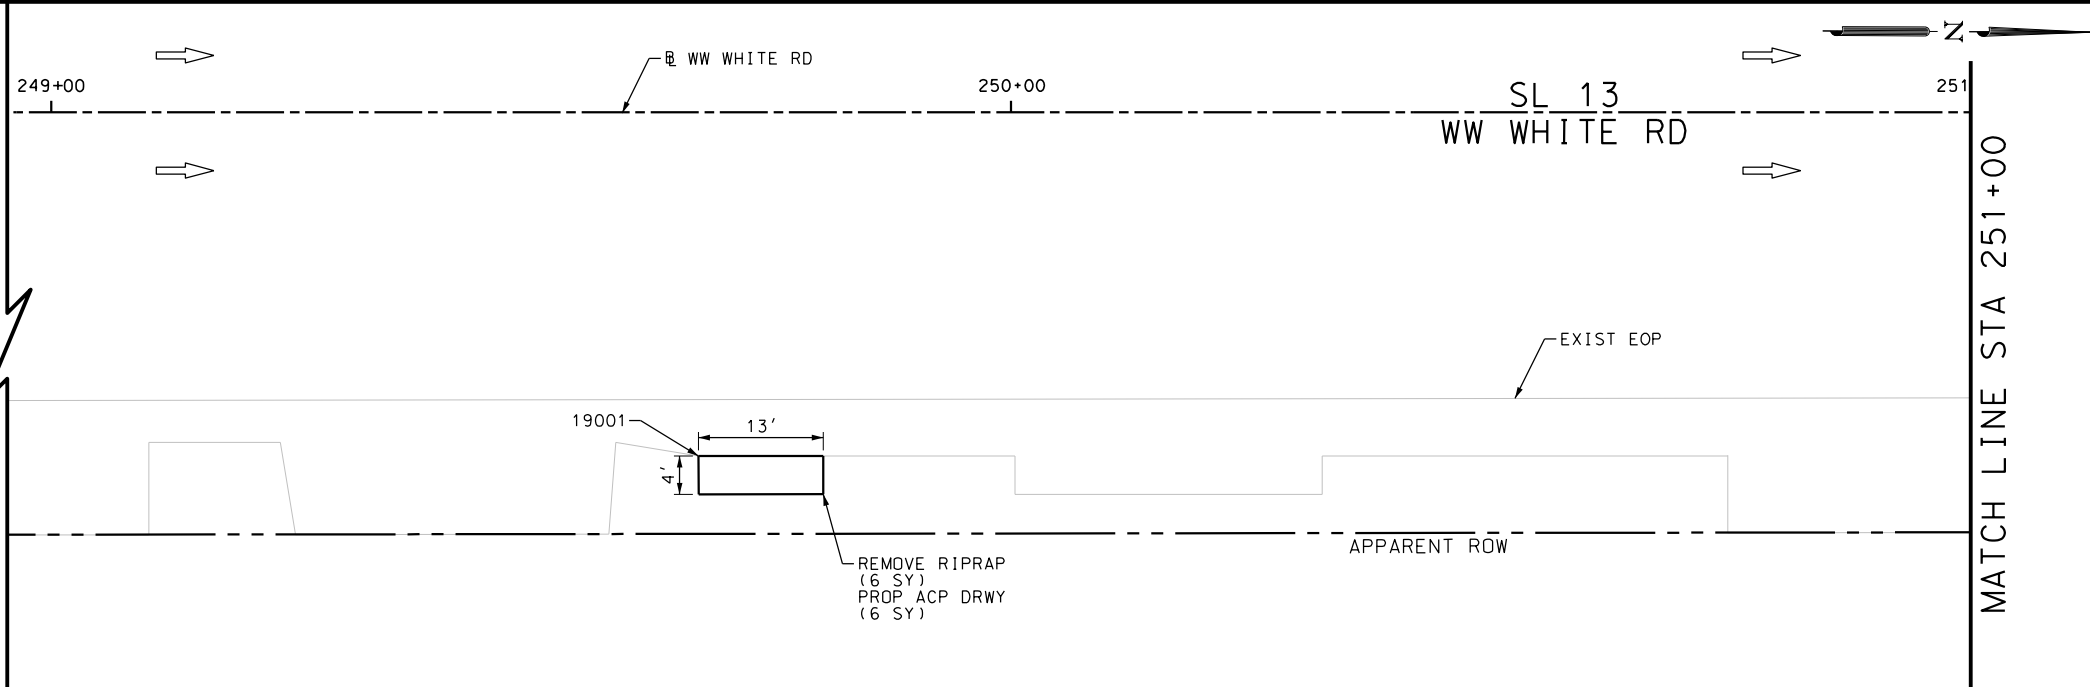 N
℄ WW WHITE RD
249+00
250+00
251
SL 13
WW WHITE RD
MATCH LINE STA 251+00
EXIST EOP
19001
13'
4'
APPARENT ROW
REMOVE RIPRAP
(6 SY)
PROP ACP DRWY
(6 SY)